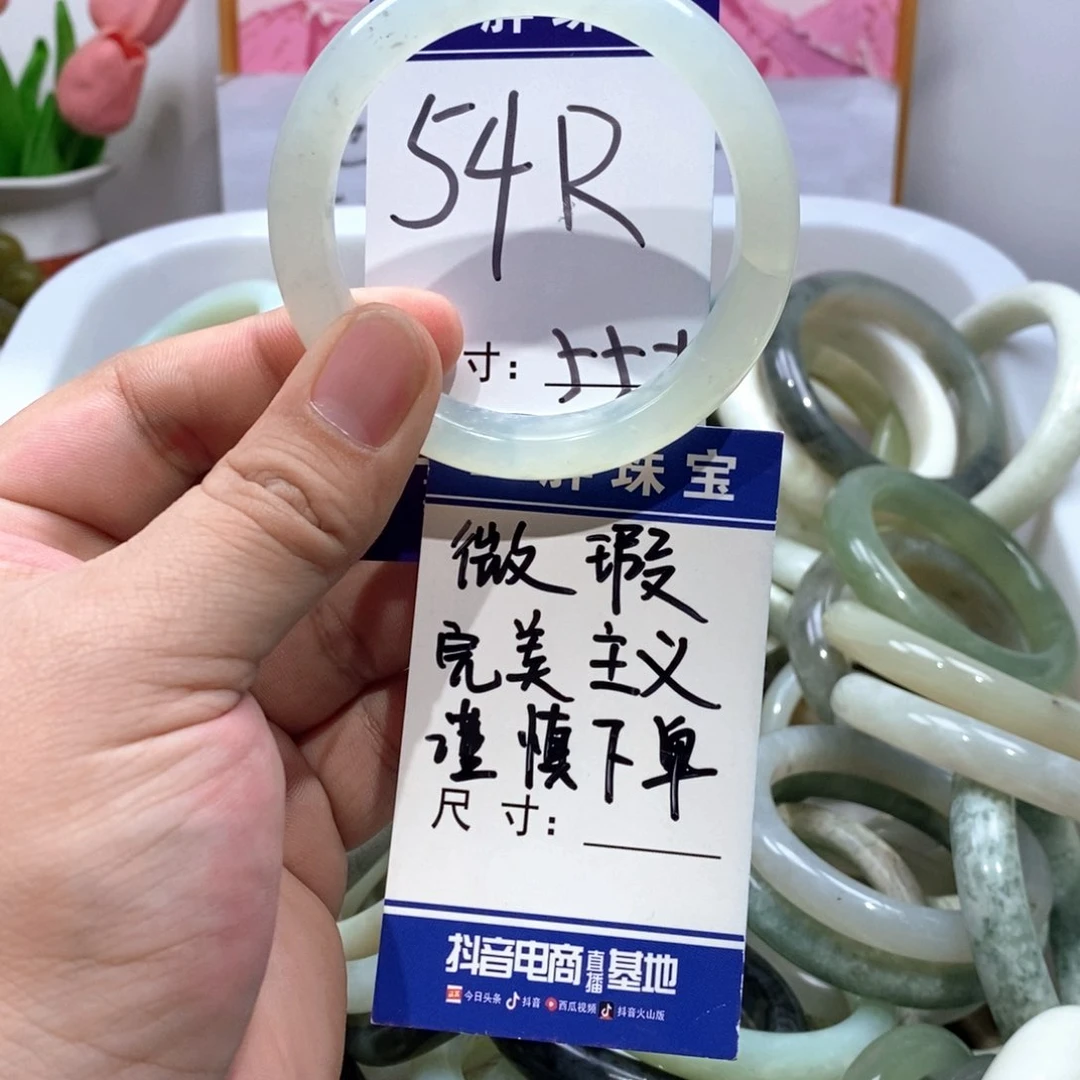 54R
寸：
胖珠宝
微瑕
完美主义
谨慎下单
尺寸：
抖音电商直播基地
今日头条 抖音 西瓜视频 抖音火山版